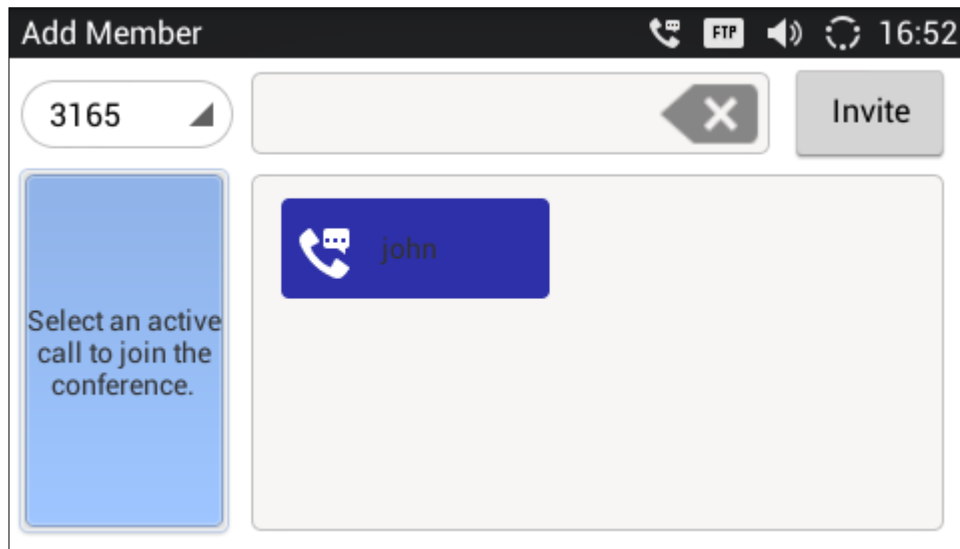 Add Member
FTP
16:52
3165
Invite
Select an active
call to join the
conference.
john